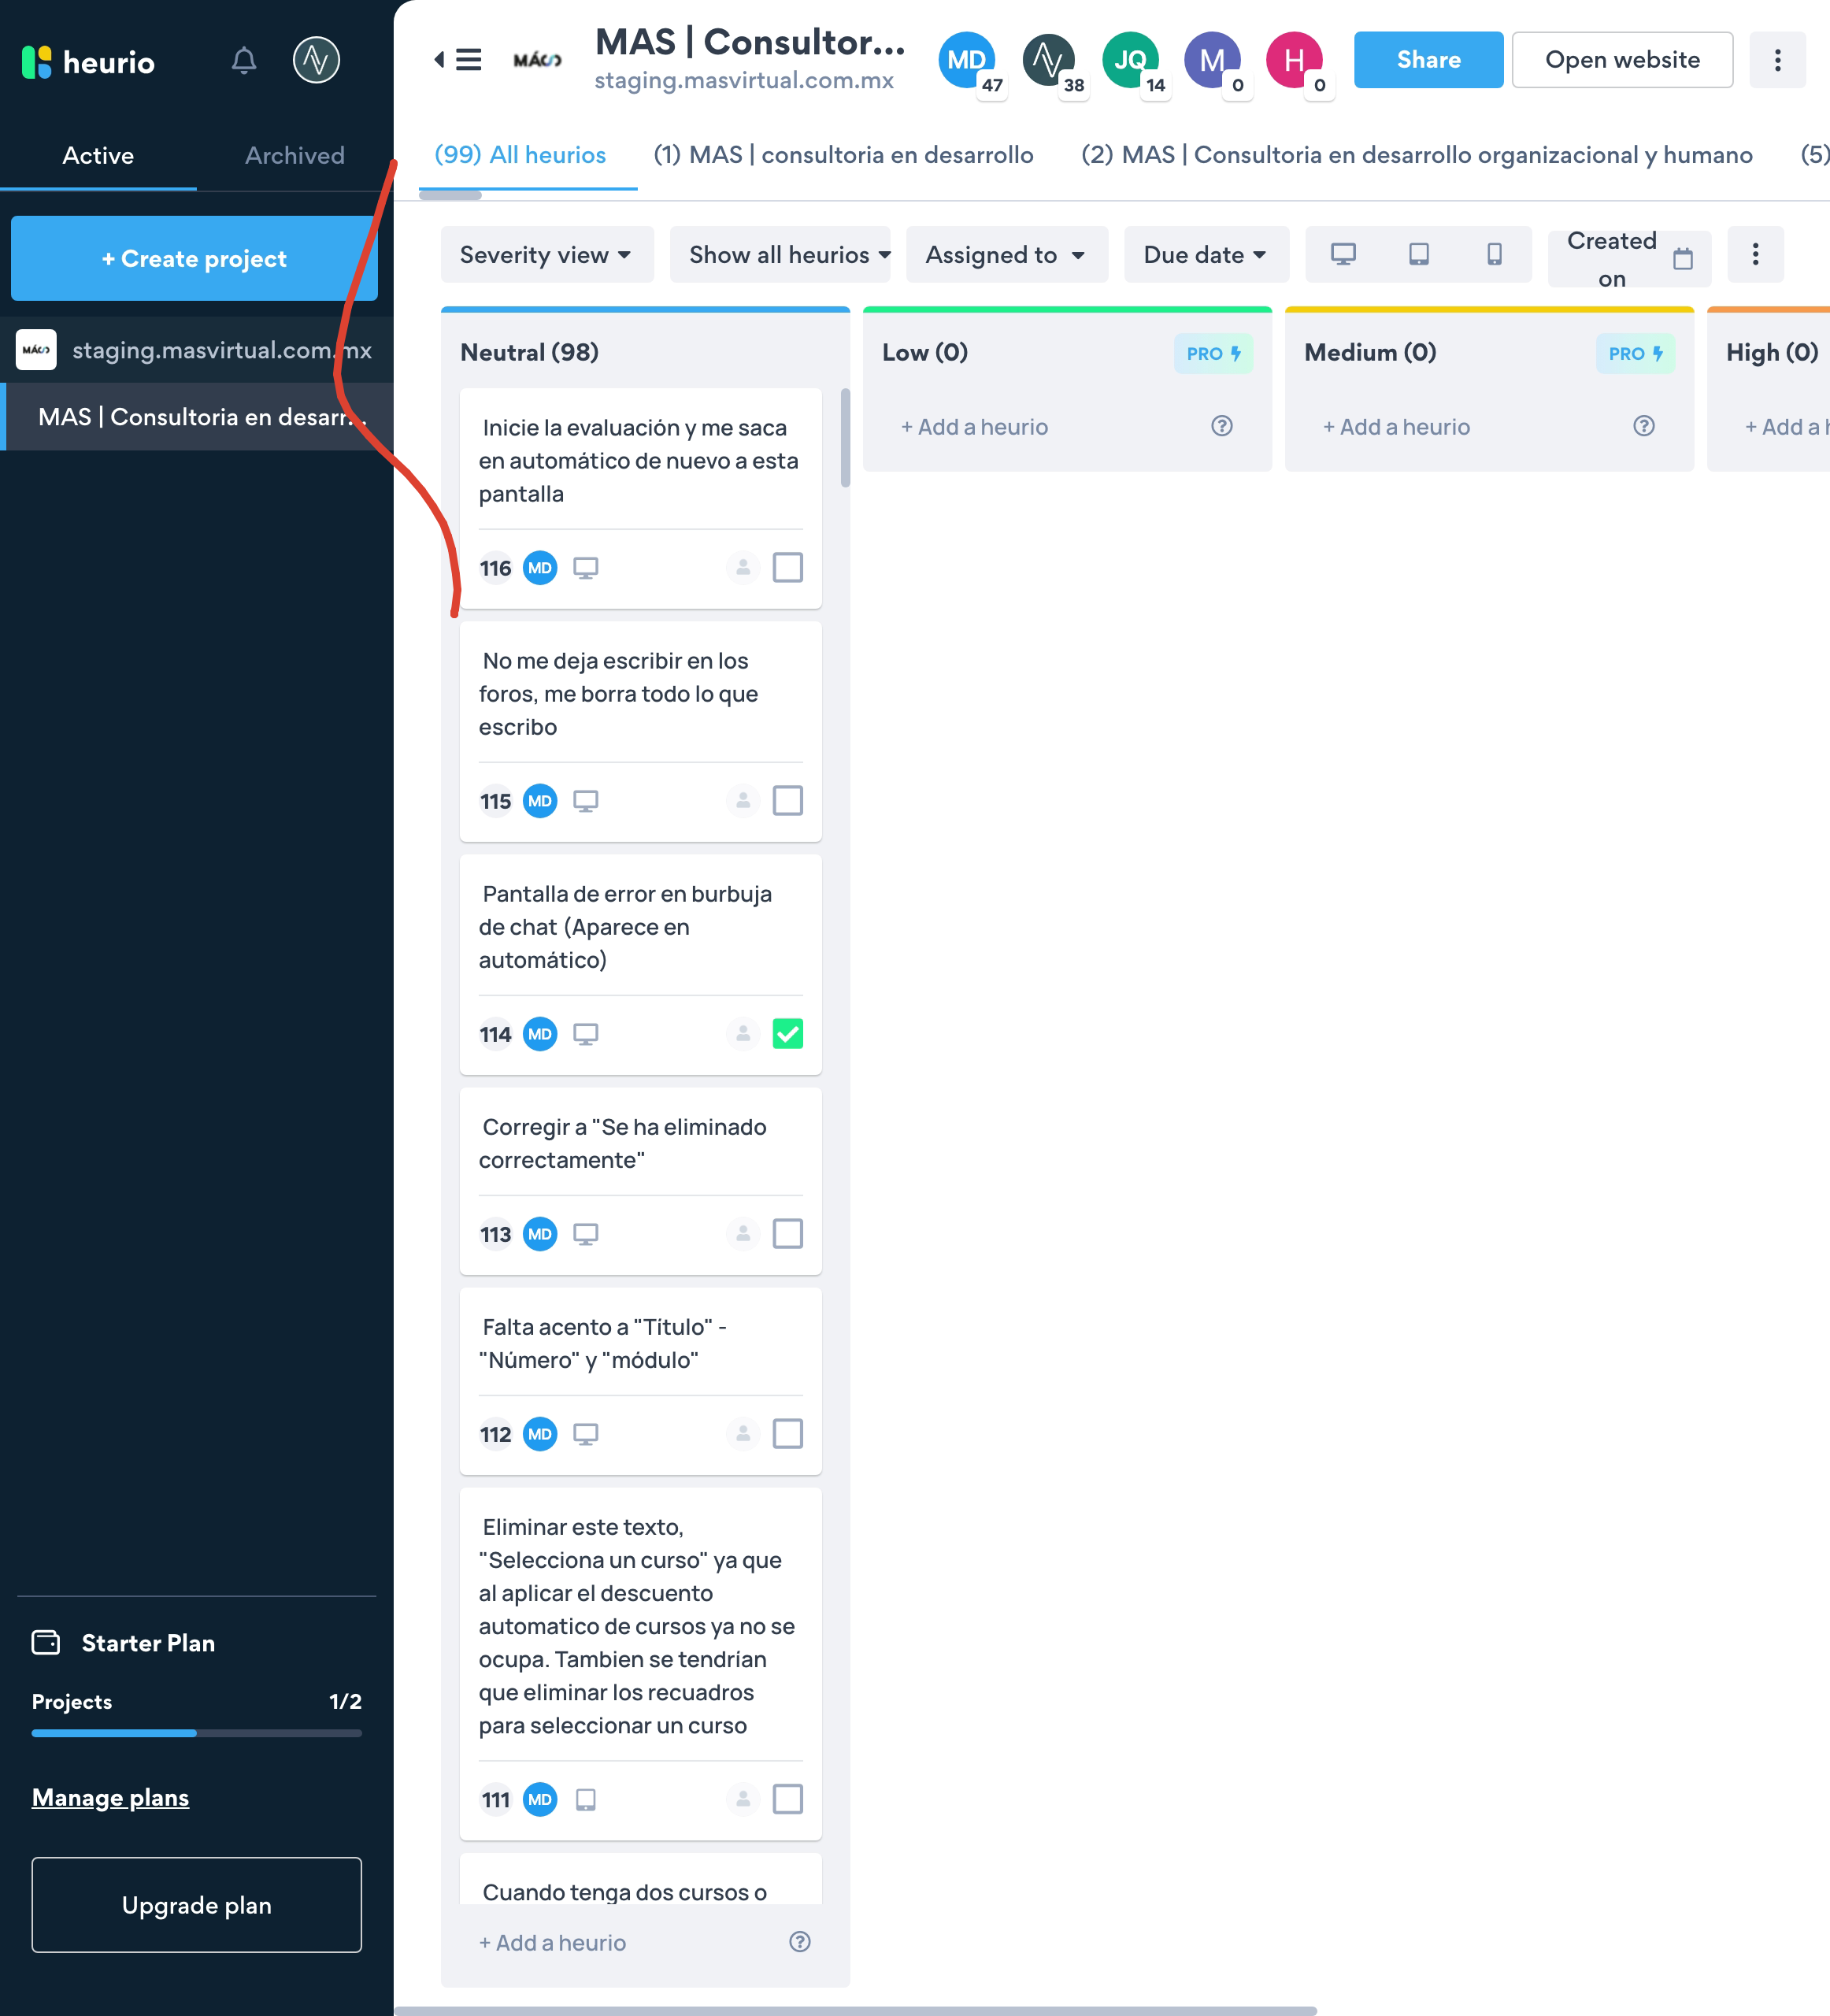 heurio
Active
Archived
+ Create project
MÁS
staging.masvirtual.com.mx
MAS | Consultoria en desarr...
Starter Plan
Projects
1/2
Manage plans
Upgrade plan
MÁS
MAS | Consultor...
staging.masvirtual.com.mx
MD
47
38
JQ
14
M
0
H
0
Share
Open website
(99) All heurios
(1) MAS | consultoria en desarrollo
(2) MAS | Consultoria en desarrollo organizacional y humano
(5)
Severity view
Show all heurios
Assigned to
Due date
Created
on
Neutral (98)
Inicie la evaluación y me saca
en automático de nuevo a esta
pantalla
116 MD
No me deja escribir en los
foros, me borra todo lo que
escribo
115 MD
Pantalla de error en burbuja
de chat (Aparece en
automático)
114 MD
Corregir a "Se ha eliminado
correctamente"
113 MD
Falta acento a "Título" -
"Número" y "módulo"
112 MD
Eliminar este texto,
"Selecciona un curso" ya que
al aplicar el descuento
automatico de cursos ya no se
ocupa. Tambien se tendrían
que eliminar los recuadros
para seleccionar un curso
111 MD
Cuando tenga dos cursos o
+ Add a heurio
Low (0)
PRO
+ Add a heurio
Medium (0)
PRO
+ Add a heurio
High (0)
+ Add a